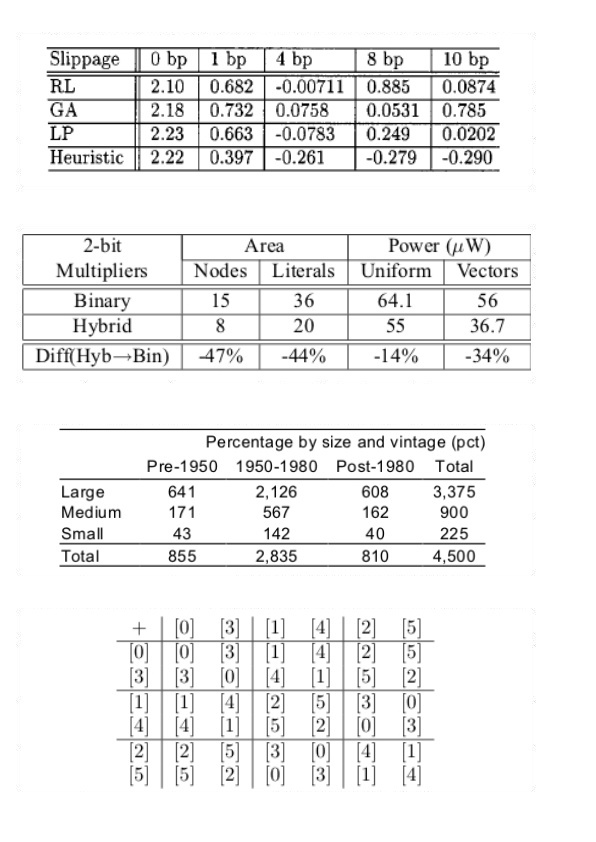 Slippage 0 bp 1 bp 4 bp 8 bp 10 bp
RL 2.10 0.682 -0.00711 0.885 0.0874
GA 2.18 0.732 0.0758 0.0531 0.785
LP 2.23 0.663 -0.0783 0.249 0.0202
Heuristic 2.22 0.397 -0.261 -0.279 -0.290
2-bit Area Power (μW)
Multipliers Nodes Literals Uniform Vectors
Binary 15 36 64.1 56
Hybrid 8 20 55 36.7
Diff(Hyb→Bin) -47% -44% -14% -34%
Percentage by size and vintage (pct)
Pre-1950 1950-1980 Post-1980 Total
Large 641 2,126 608 3,375
Medium 171 567 162 900
Small 43 142 40 225
Total 855 2,835 810 4,500
+ [0] [3] [1] [4] [2] [5]
[0] [0] [3] [1] [4] [2] [5]
[3] [3] [0] [4] [1] [5] [2]
[1] [1] [4] [2] [5] [3] [0]
[4] [4] [1] [5] [2] [0] [3]
[2] [2] [5] [3] [0] [4] [1]
[5] [5] [2] [0] [3] [1] [4]